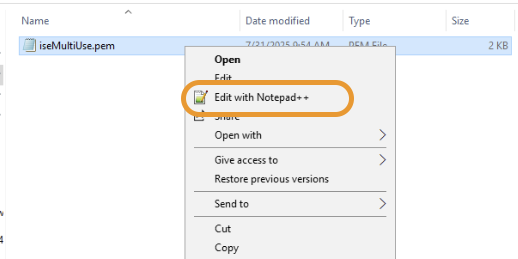 Name Date modified Type Size
iseMultiUse.pem 7/31/2025 9:54 AM PEM File 2 KB
Open
Edit
Edit with Notepad++
Share
Open with
Give access to
Restore previous versions
Send to
Cut
Copy